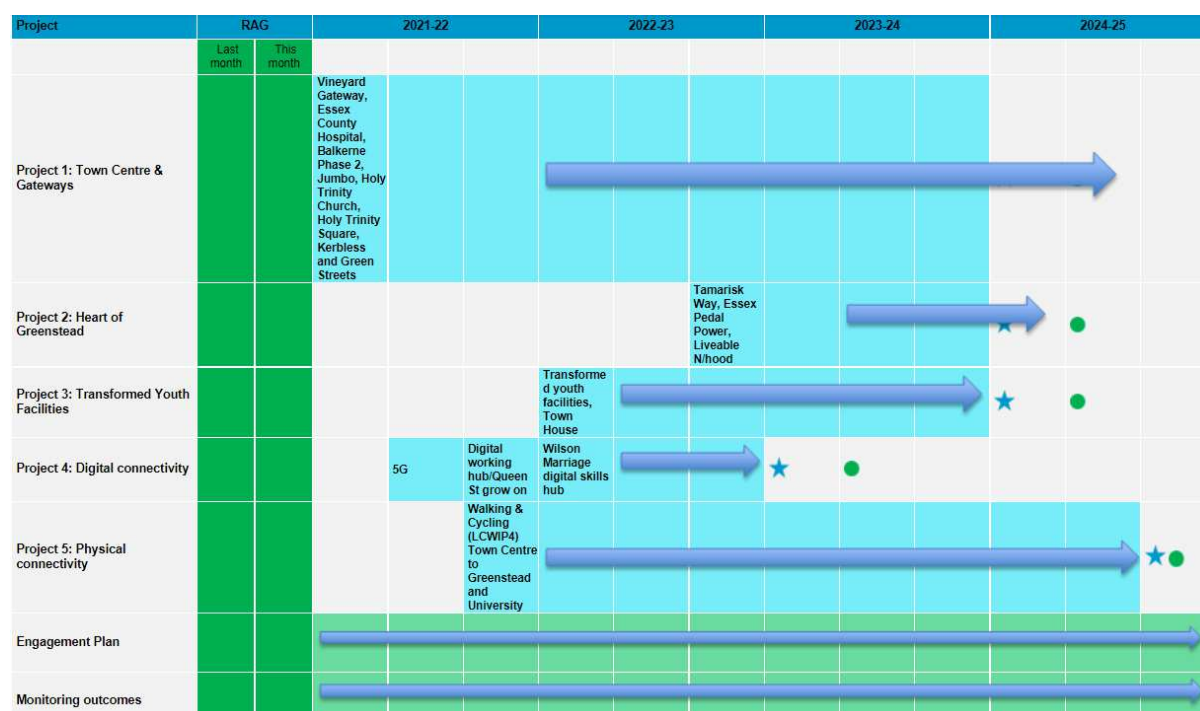 Project RAG 2021-22 2022-23 2023-24 2024-25
Last
month
This
month
Project 1: Town Centre &
Gateways
Vineyard
Gateway,
Essex
County
Hospital,
Balkerne
Phase 2,
Jumbo, Holy
Trinity
Church,
Holy Trinity
Square,
Kerbless
and Green
Streets
Project 2: Heart of
Greenstead
Tamarisk
Way, Essex
Pedal
Power,
Liveable
N/hood
Project 3: Transformed Youth
Facilities
Transforme
d youth
facilities,
Town
House
Project 4: Digital connectivity
5G
Digital
working
hub/Queen
St grow on
Wilson
Marriage
digital skills
hub
Project 5: Physical
connectivity
Walking &
Cycling
(LCWIP4)
Town Centre
to
Greenstead
and
University
Engagement Plan
Monitoring outcomes